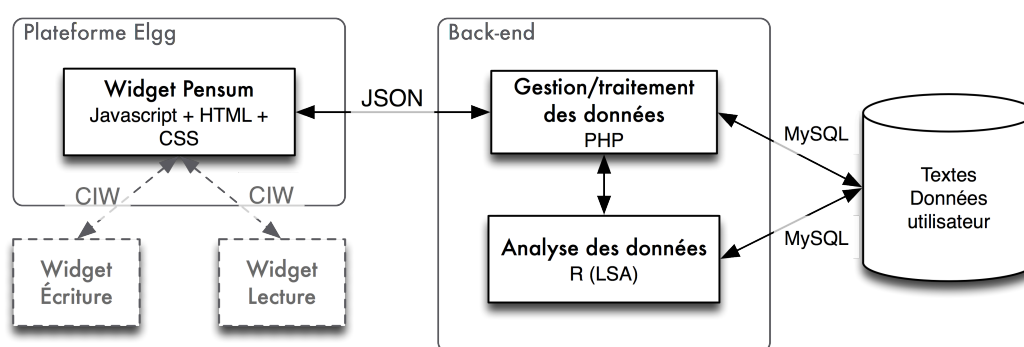 Plateforme Elgg
Widget Pensum
Javascript + HTML +
CSS
CIW
CIW
Widget
Écriture
Widget
Lecture
JSON
Back-end
Gestion/traitement
des données
PHP
Analyse des données
R (LSA)
MySQL
MySQL
Textes
Données
utilisateur